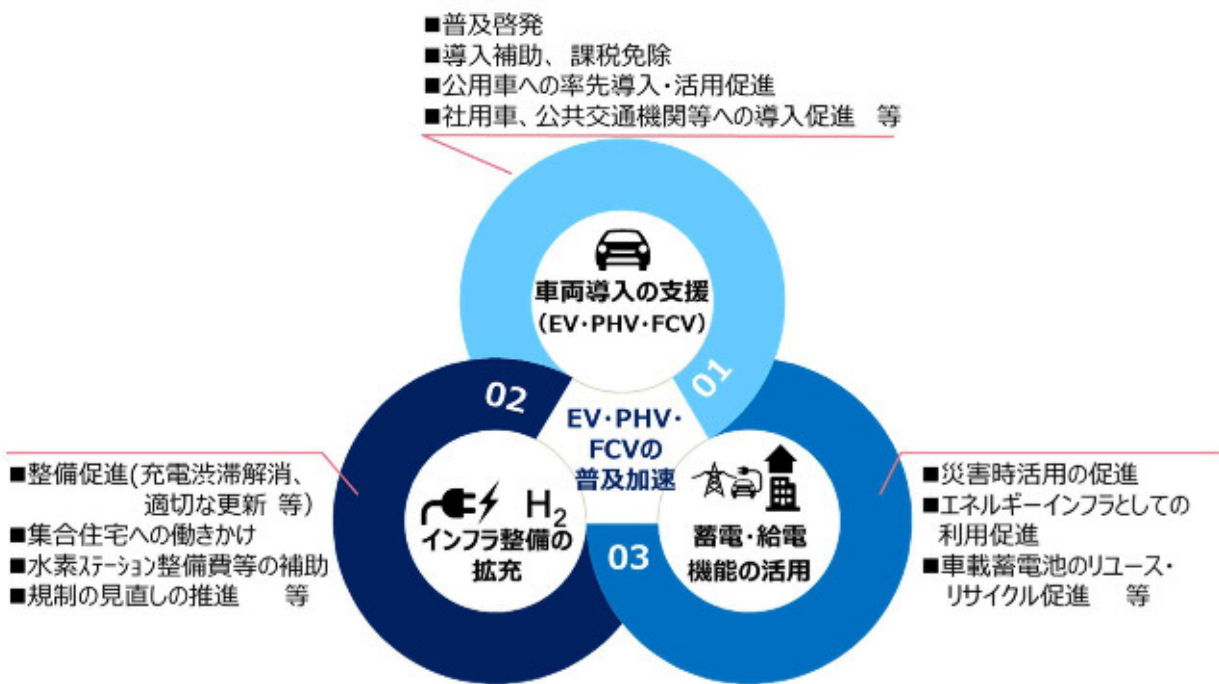 ■普及啓発
■導入補助、課税免除
■公用車への率先導入・活用促進
■社用車、公共交通機関等への導入促進　等
車両導入の支援
（EV・PHV・FCV）
01
02
EV・PHV・
FCVの
普及加速
■整備促進(充電渋滞解消、
適切な更新 等)
■集合住宅への働きかけ
■水素ｽﾃｰｼｮﾝ整備費等の補助
■規制の見直しの推進　　等
H₂
インフラ整備の
拡充
03
蓄電・給電
機能の活用
■災害時活用の促進
■エネルギーインフラとしての
利用促進
■車載蓄電池のリユース・
リサイクル促進　等